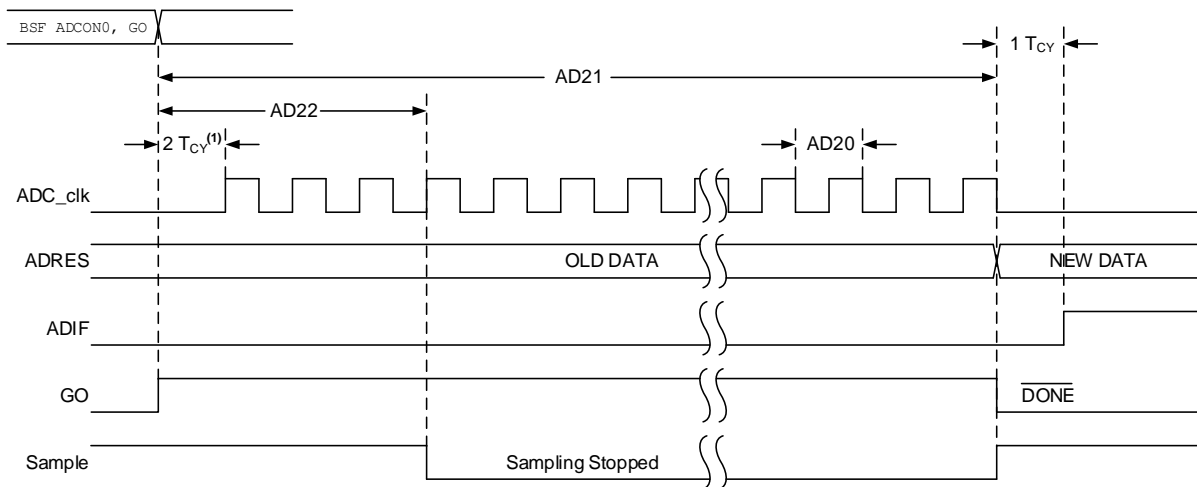 BSF ADCON0, GO
1 TCY
AD21
AD22
2 TCY(1)
AD20
ADC_clk
ADRES
OLD DATA
NEW DATA
ADIF
GO
DONE
Sample
Sampling Stopped